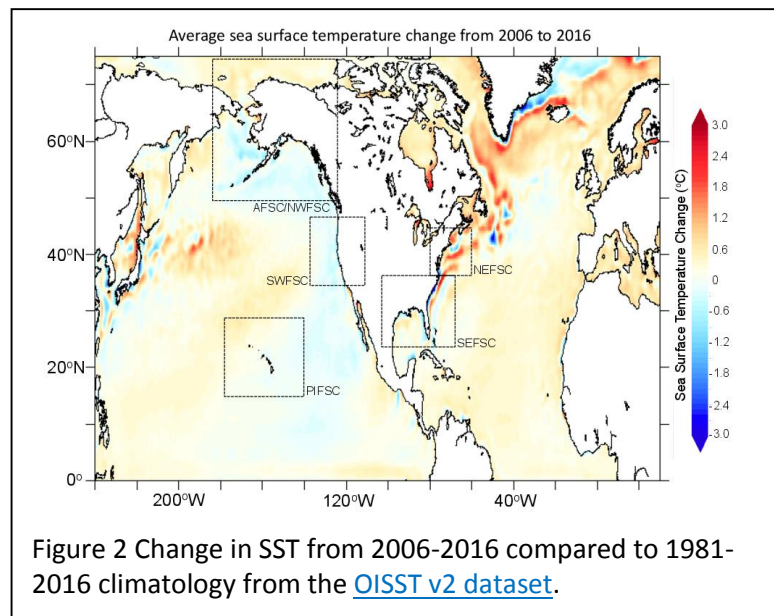 Average sea surface temperature change from 2006 to 2016
60°N
40°N
20°N
0°
200°W
120°W
40°W
AFSC/NWFSC
SWFSC
NEFSC
SEFSC
PIFSC
3.0
2.4
1.8
1.2
0.6
0
-0.6
-1.2
-1.8
-2.4
-3.0
Sea Surface Temperature Change (°C)
Figure 2 Change in SST from 2006-2016 compared to 1981-
2016 climatology from the OISST v2 dataset.